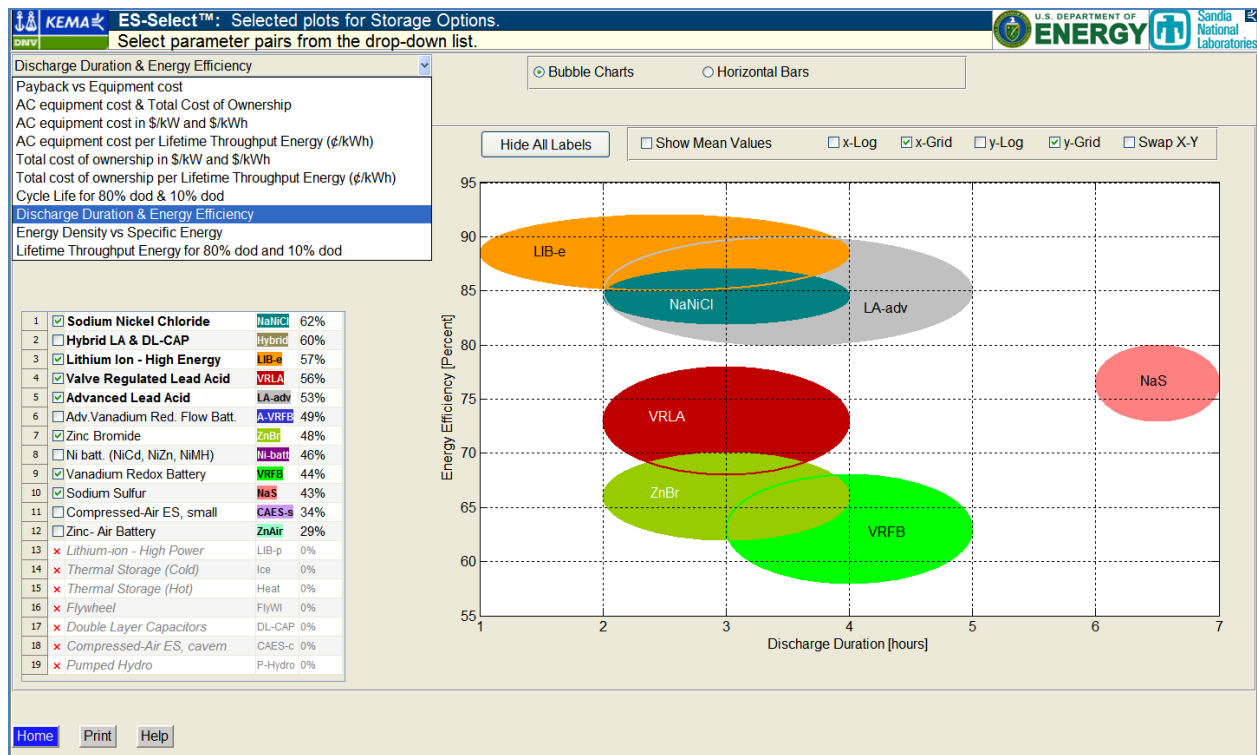 KEMA
DNV
ES-Select™: Selected plots for Storage Options.
Select parameter pairs from the drop-down list.
U.S. DEPARTMENT OF
ENERGY
Sandia
National
Laboratories
Discharge Duration & Energy Efficiency
Payback vs Equipment cost
AC equipment cost & Total Cost of Ownership
AC equipment cost in $/kW and $/kWh
AC equipment cost per Lifetime Throughput Energy (¢/kWh)
Total cost of ownership in $/kW and $/kWh
Total cost of ownership per Lifetime Throughput Energy (¢/kWh)
Cycle Life for 80% dod & 10% dod
Discharge Duration & Energy Efficiency
Energy Density vs Specific Energy
Lifetime Throughput Energy for 80% dod and 10% dod
Bubble Charts Horizontal Bars
Hide All Labels Show Mean Values x-Log x-Grid y-Log y-Grid Swap X-Y
1 Sodium Nickel Chloride NaNiCl 62%
2 Hybrid LA & DL-CAP Hybrid 60%
3 Lithium Ion - High Energy LIB-e 57%
4 Valve Regulated Lead Acid VRLA 56%
5 Advanced Lead Acid LA-adv 53%
6 Adv.Vanadium Red. Flow Batt. A-VRFB 49%
7 Zinc Bromide ZnBr 48%
8 Ni batt. (NiCd, NiZn, NiMH) Ni-batt 46%
9 Vanadium Redox Battery VRFB 44%
10 Sodium Sulfur NaS 43%
11 Compressed-Air ES, small CAES-s 34%
12 Zinc- Air Battery ZnAir 29%
13 × Lithium-ion - High Power LIB-p 0%
14 × Thermal Storage (Cold) Ice 0%
15 × Thermal Storage (Hot) Heat 0%
16 × Flywheel FlyWl 0%
17 × Double Layer Capacitors DL-CAP 0%
18 × Compressed-Air ES, cavern CAES-c 0%
19 × Pumped Hydro P-Hydro 0%
Energy Efficiency [Percent]
95
90
85
80
75
70
65
60
55
LIB-e
NaNiCl
LA-adv
NaS
VRLA
ZnBr
VRFB
1 2 3 4 5 6 7
Discharge Duration [hours]
Home Print Help